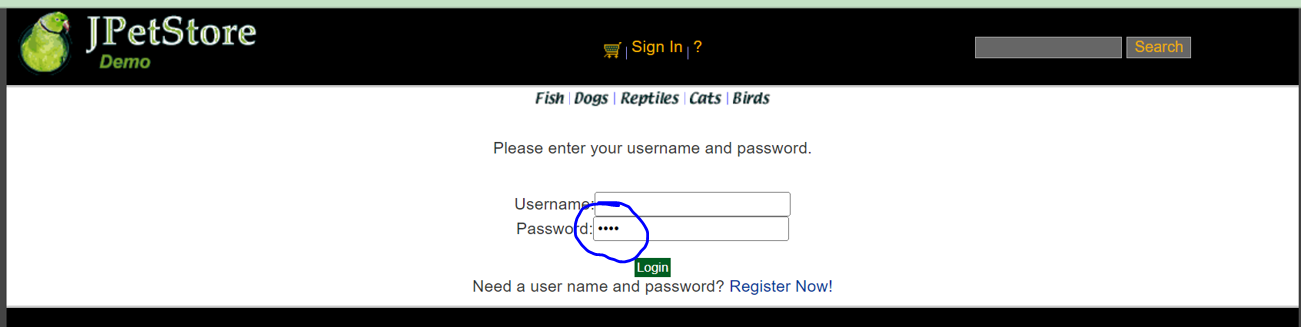 JPetStore
Demo
Sign In | ?
Search
Fish | Dogs | Reptiles | Cats | Birds
Please enter your username and password.
Username:
Password: ••••
Login
Need a user name and password? Register Now!